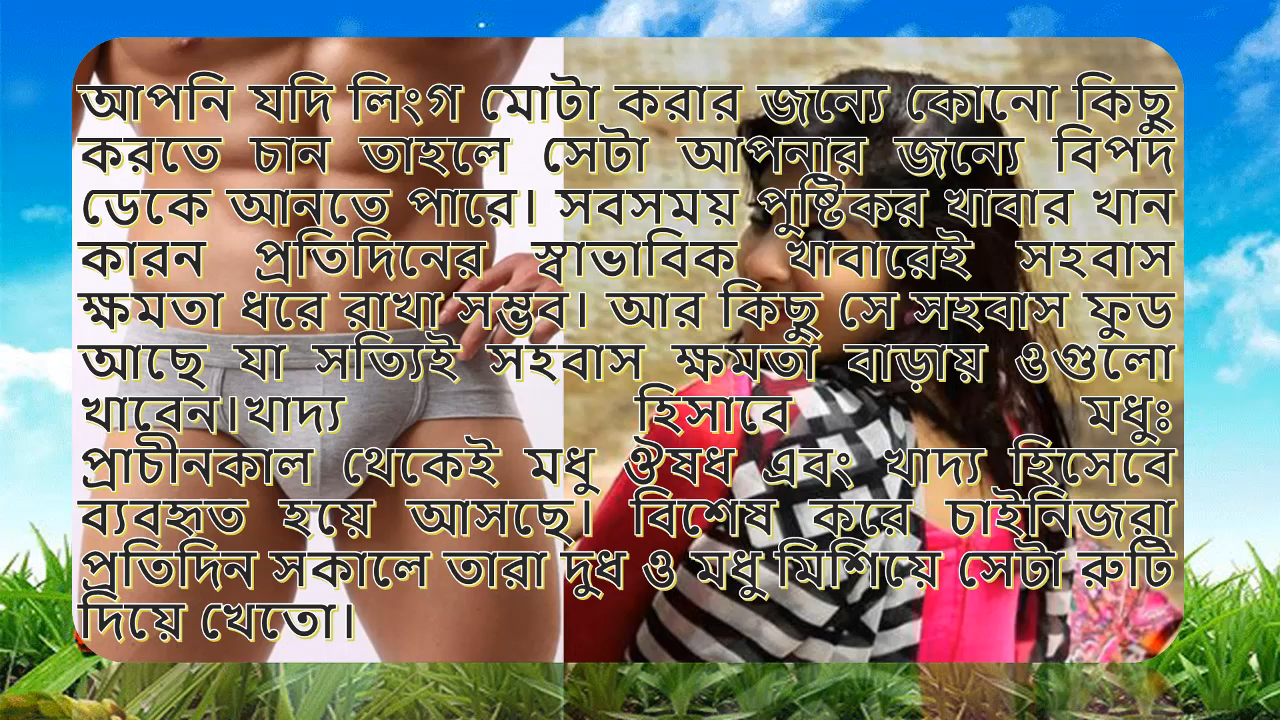 আপনি যদি লিংগ মোটা করার জন্যে কোনো কিছু
করতে চান তাহলে সেটা আপনার জন্যে বিপদ
ডেকে আনতে পারে। সবসময় পুষ্টিকর খাবার খান
কারন প্রতিদিনের স্বাভাবিক খাবারেই সহবাস
ক্ষমতা ধরে রাখা সম্ভব। আর কিছু সে সহবাস ফুড
আছে যা সত্যিই সহবাস ক্ষমতা বাড়ায় ওগুলো
খাবেন।খাদ্য হিসাবে মধুঃ
প্রাচীনকাল থেকেই মধু ঔষধ এবং খাদ্য হিসেবে
ব্যবহৃত হয়ে আসছে। বিশেষ করে চাইনিজরা
প্রতিদিন সকালে তারা দুধ ও মধু মিশিয়ে সেটা রুটি
দিয়ে খেতো।